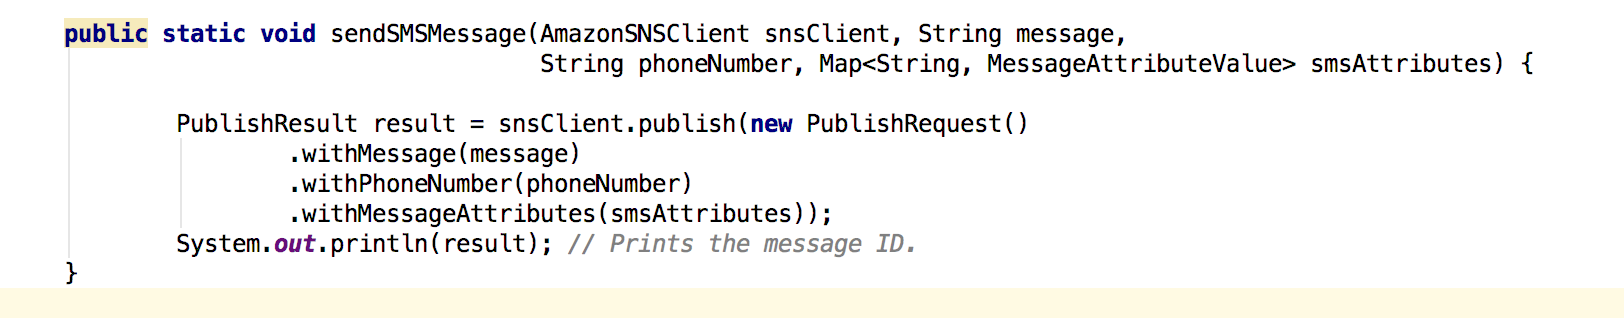 public static void sendSMSMessage(AmazonSNSClient snsClient, String message,
String phoneNumber, Map<String, MessageAttributeValue> smsAttributes) {
PublishResult result = snsClient.publish(new PublishRequest()
.withMessage(message)
.withPhoneNumber(phoneNumber)
.withMessageAttributes(smsAttributes));
System.out.println(result); // Prints the message ID.
}